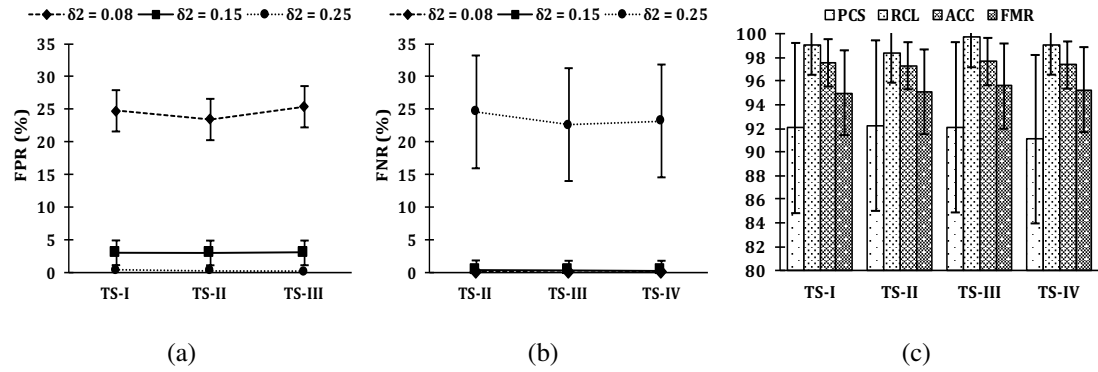 δ2 = 0.08 δ2 = 0.15 δ2 = 0.25
FPR (%)
35
30
25
20
15
10
5
0
TS-I TS-II TS-III
(a)
δ2 = 0.08 δ2 = 0.15 δ2 = 0.25
FNR (%)
35
30
25
20
15
10
5
0
TS-II TS-III TS-IV
(b)
PCS RCL ACC FMR
100
98
96
94
92
90
88
86
84
82
80
TS-I TS-II TS-III TS-IV
(c)